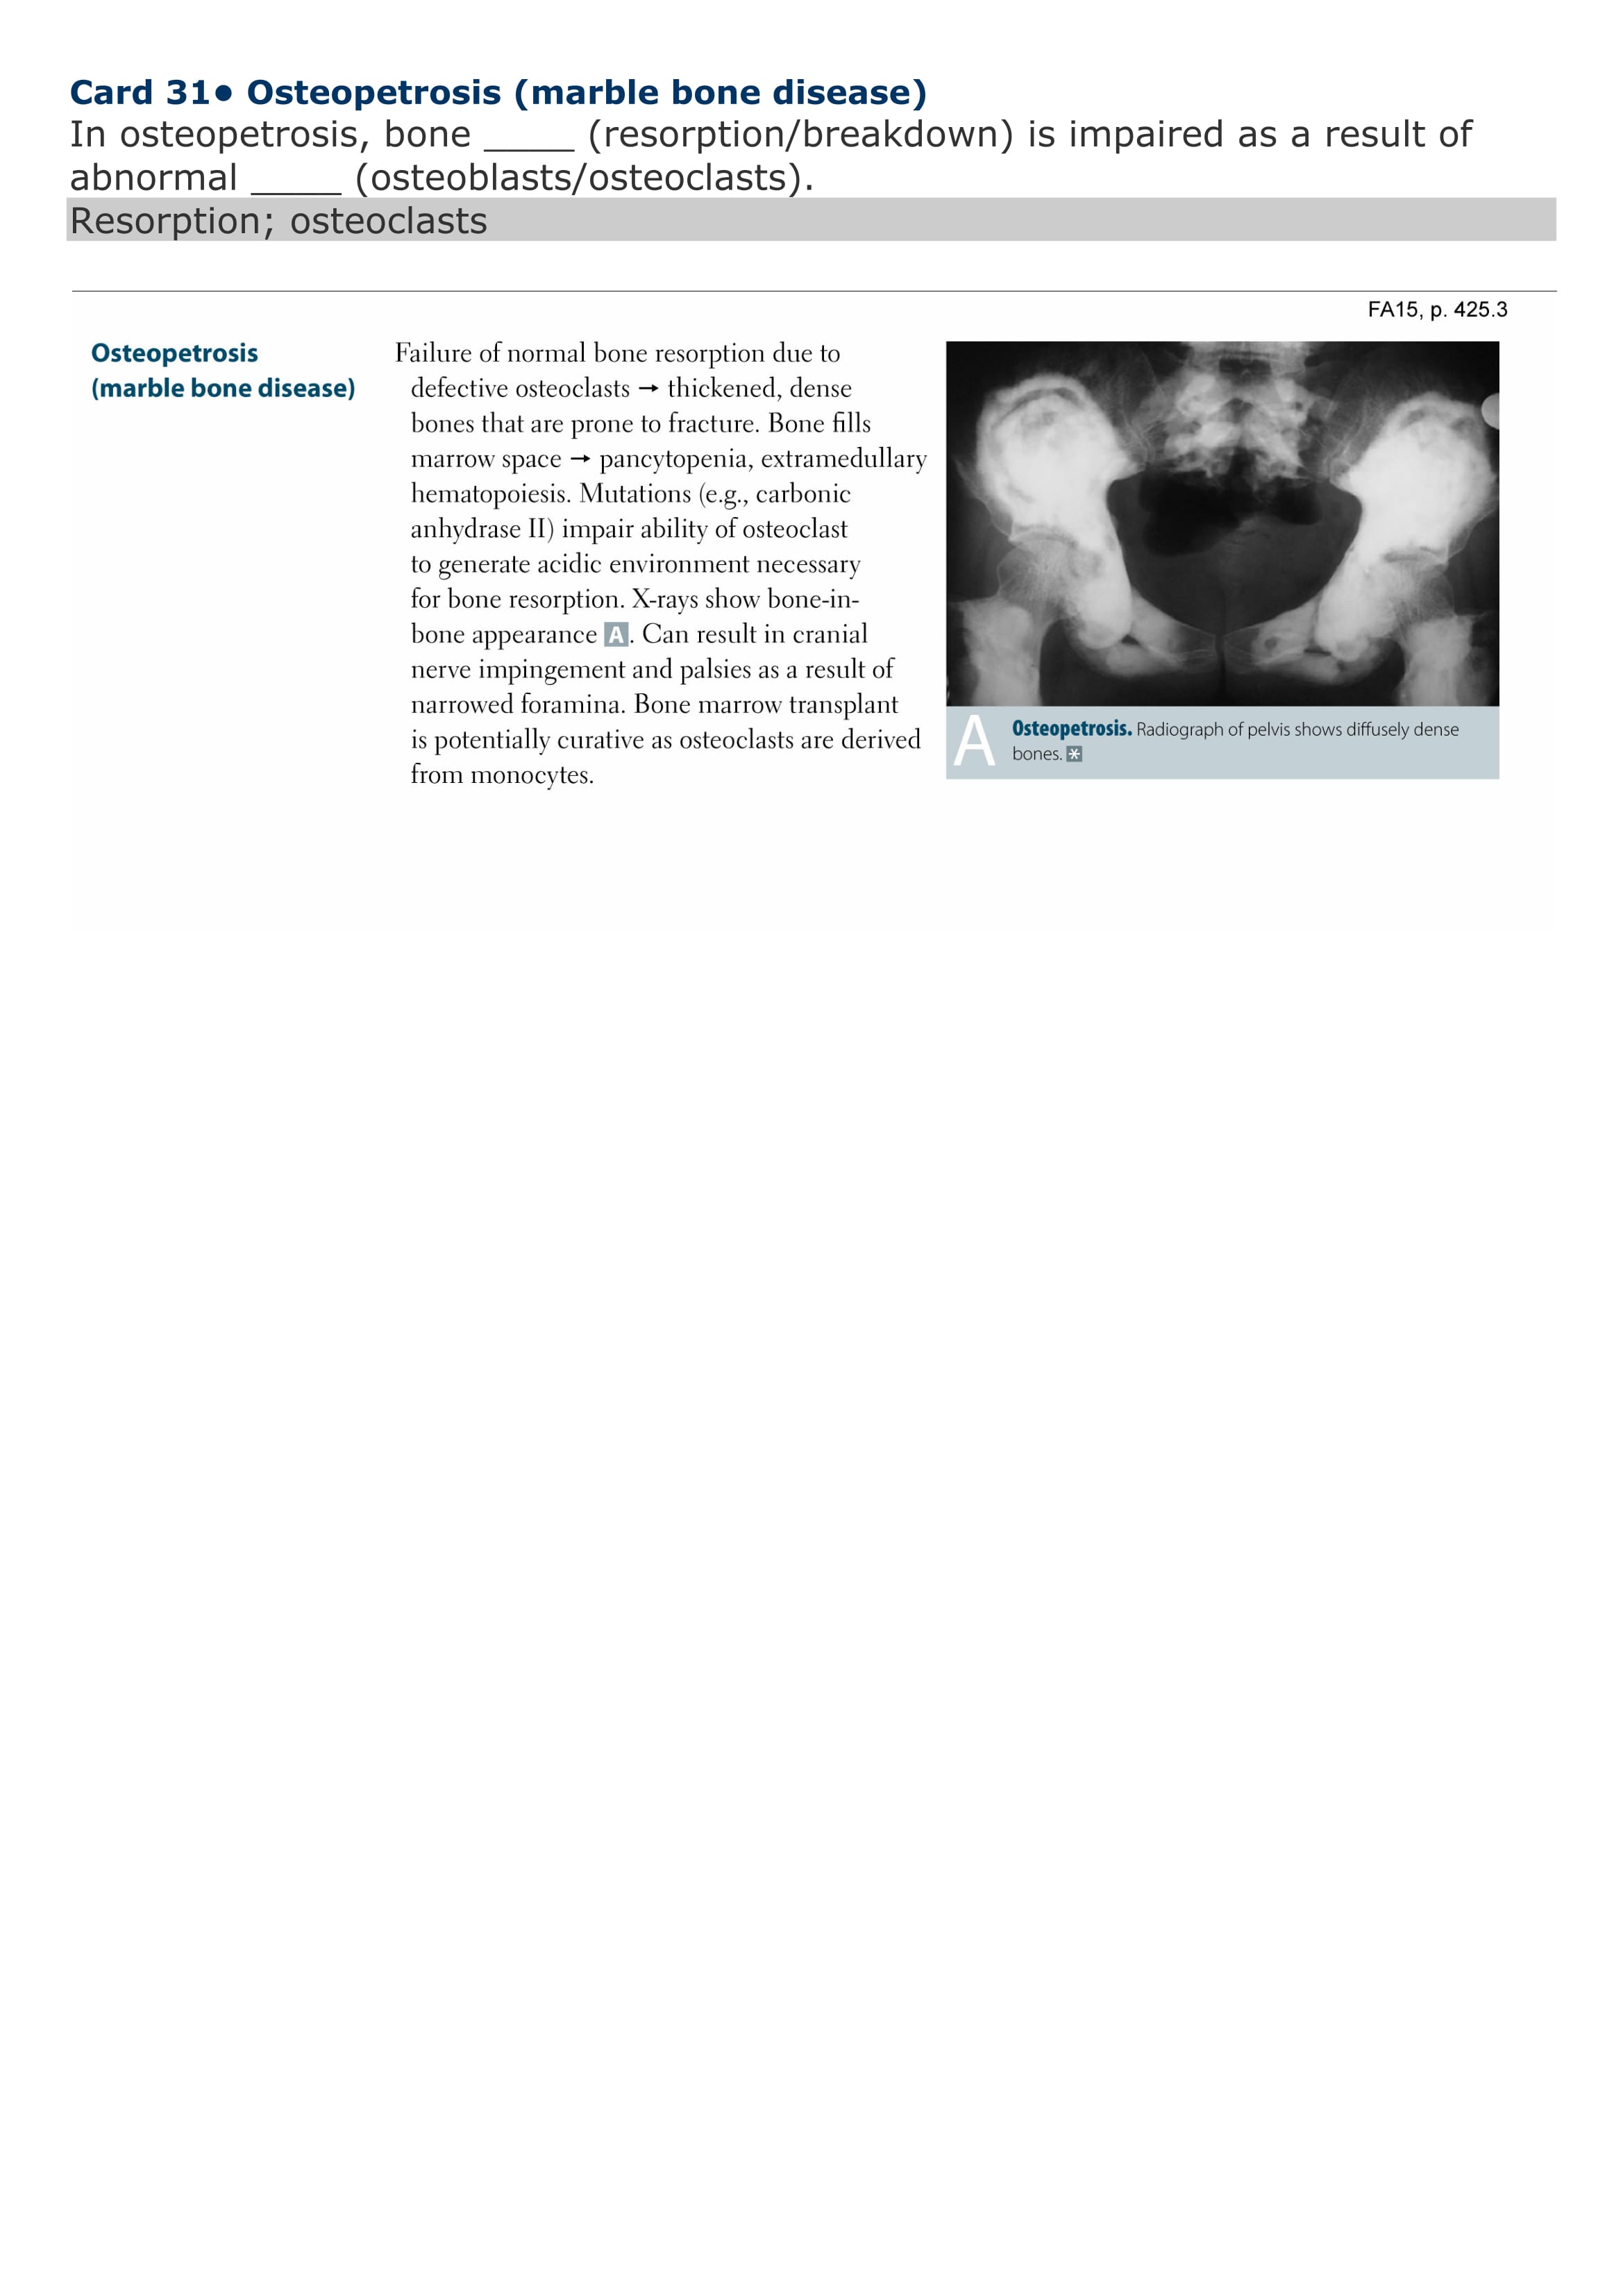 Card 31• Osteopetrosis (marble bone disease)
In osteopetrosis, bone _____ (resorption/breakdown) is impaired as a result of
abnormal _____ (osteoblasts/osteoclasts).
Resorption; osteoclasts
FA15, p. 425.3
Osteopetrosis
(marble bone disease)
Failure of normal bone resorption due to
defective osteoclasts → thickened, dense
bones that are prone to fracture. Bone fills
marrow space → pancytopenia, extramedullary
hematopoiesis. Mutations (e.g., carbonic
anhydrase II) impair ability of osteoclast
to generate acidic environment necessary
for bone resorption. X-rays show bone-in-
bone appearance A. Can result in cranial
nerve impingement and palsies as a result of
narrowed foramina. Bone marrow transplant
is potentially curative as osteoclasts are derived
from monocytes.
A
Osteopetrosis. Radiograph of pelvis shows diffusely dense
bones. *